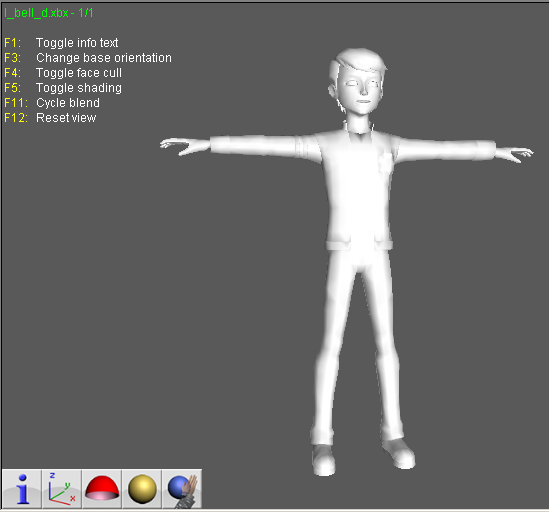 l_bell_d.xbx - 1/1
F1: Toggle info text
F3: Change base orientation
F4: Toggle face cull
F5: Toggle shading
F11: Cycle blend
F12: Reset view
i
z
y
x